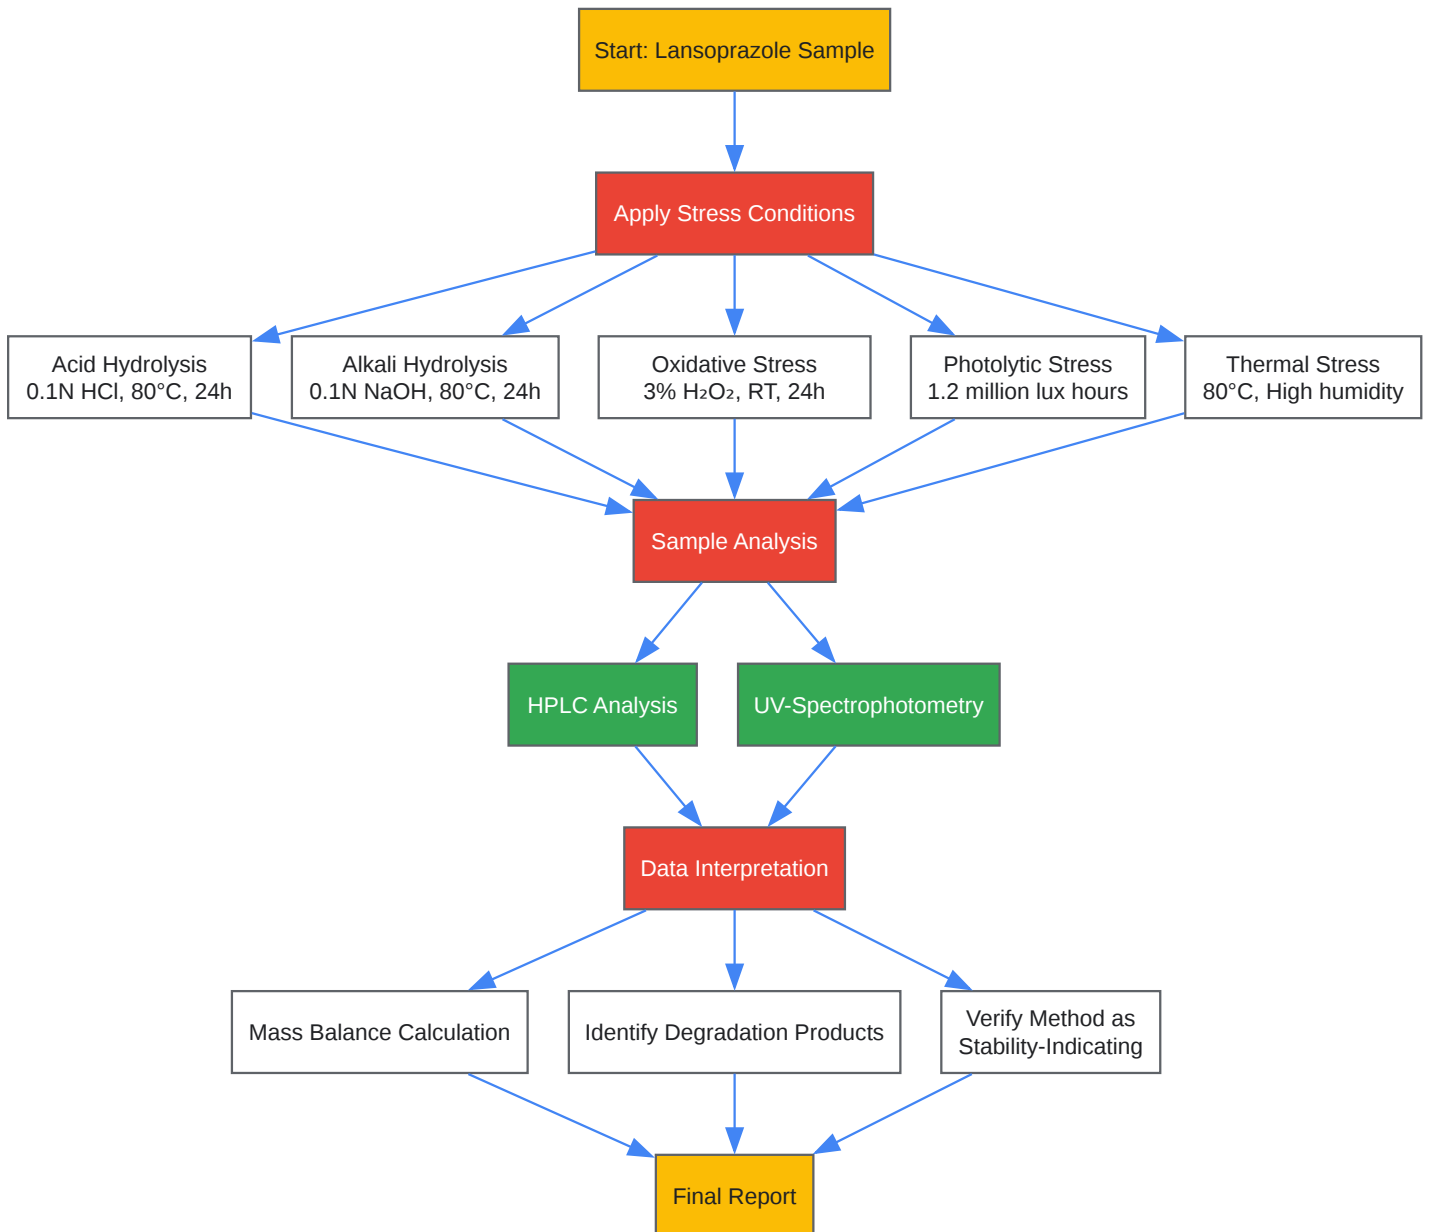 Start: Lansoprazole Sample
Apply Stress Conditions
Acid Hydrolysis
0.1N HCl, 80°C, 24h
Alkali Hydrolysis
0.1N NaOH, 80°C, 24h
Oxidative Stress
3% H₂O₂, RT, 24h
Photolytic Stress
1.2 million lux hours
Thermal Stress
80°C, High humidity
Sample Analysis
HPLC Analysis
UV-Spectrophotometry
Data Interpretation
Mass Balance Calculation
Identify Degradation Products
Verify Method as
Stability-Indicating
Final Report